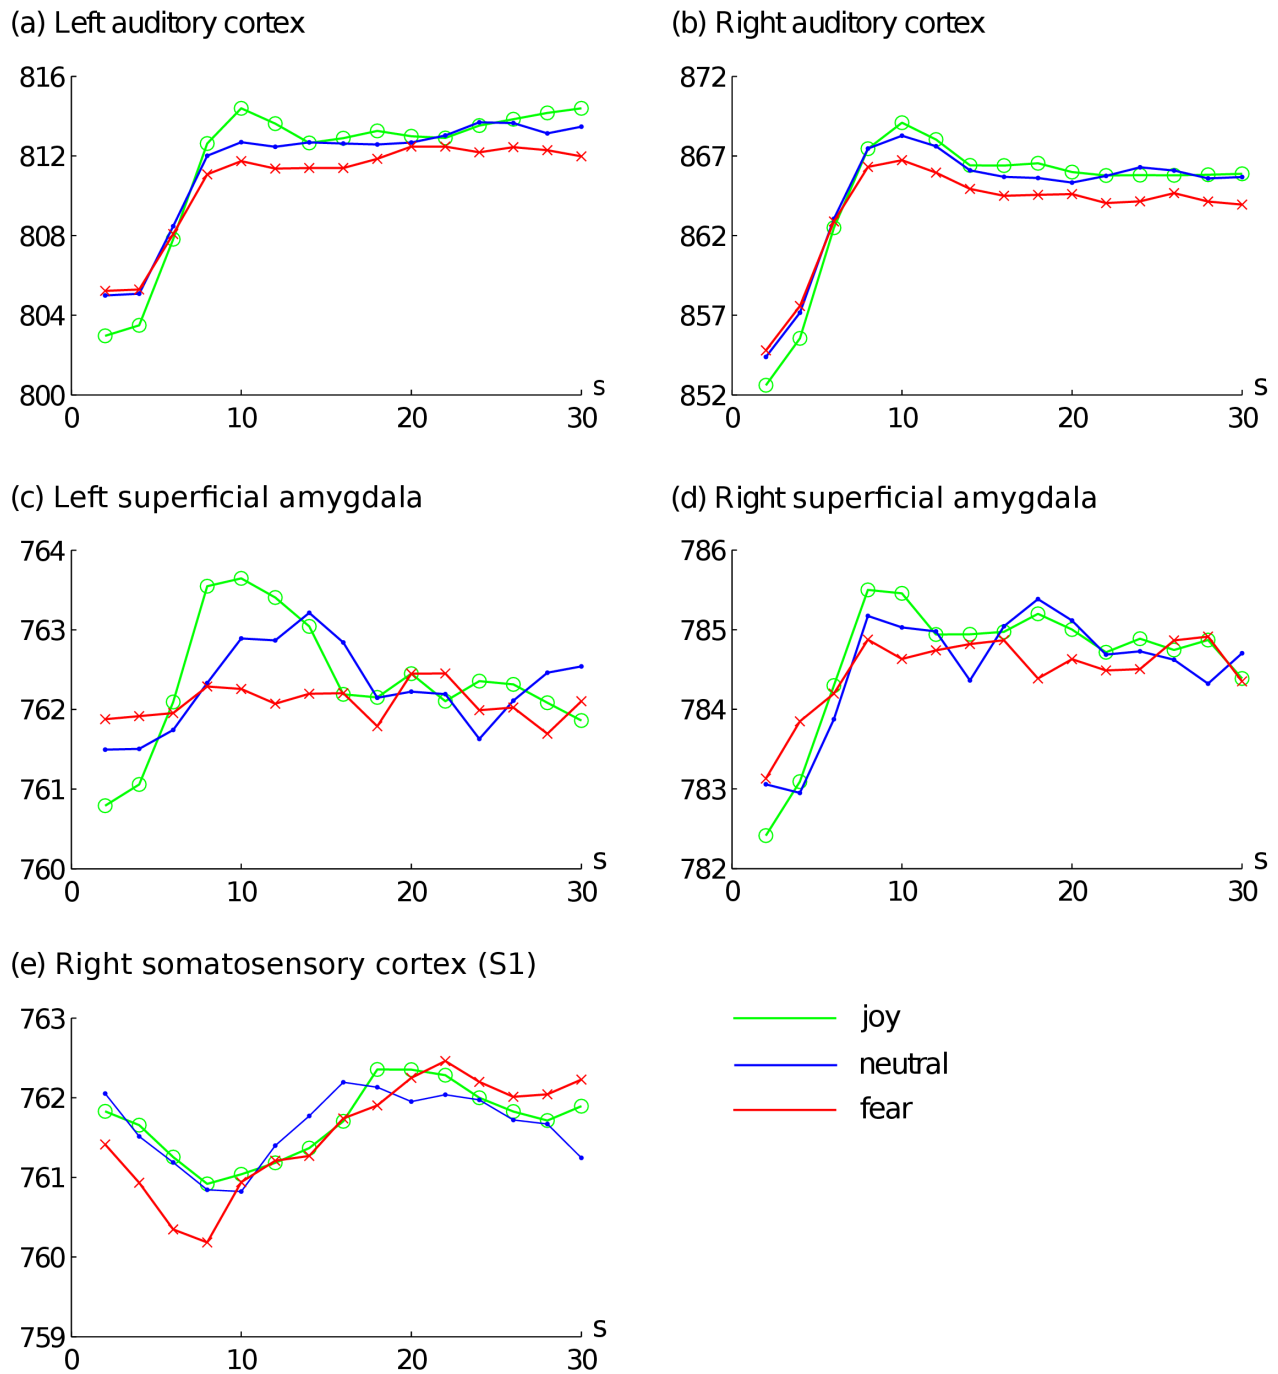 (a) Left auditory cortex
(b) Right auditory cortex
816
812
808
804
800
0 10 20 30
s
872
867
862
857
852
0 10 20 30
s
(c) Left superficial amygdala
(d) Right superficial amygdala
764
763
762
761
760
0 10 20 30
s
786
785
784
783
782
0 10 20 30
s
(e) Right somatosensory cortex (S1)
763
762
761
760
759
0 10 20 30
s
joy
neutral
fear